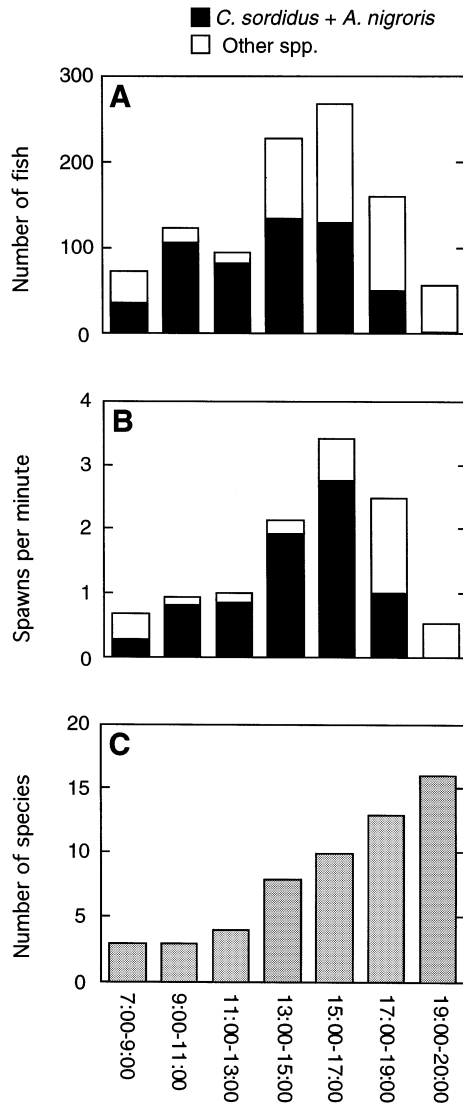 C. sordidus + A. nigroris
Other spp.
A
Number of fish
300
200
100
0
B
Spawns per minute
4
3
2
1
0
C
Number of species
20
15
10
5
0
7:00-9:00
9:00-11:00
11:00-13:00
13:00-15:00
15:00-17:00
17:00-19:00
19:00-20:00